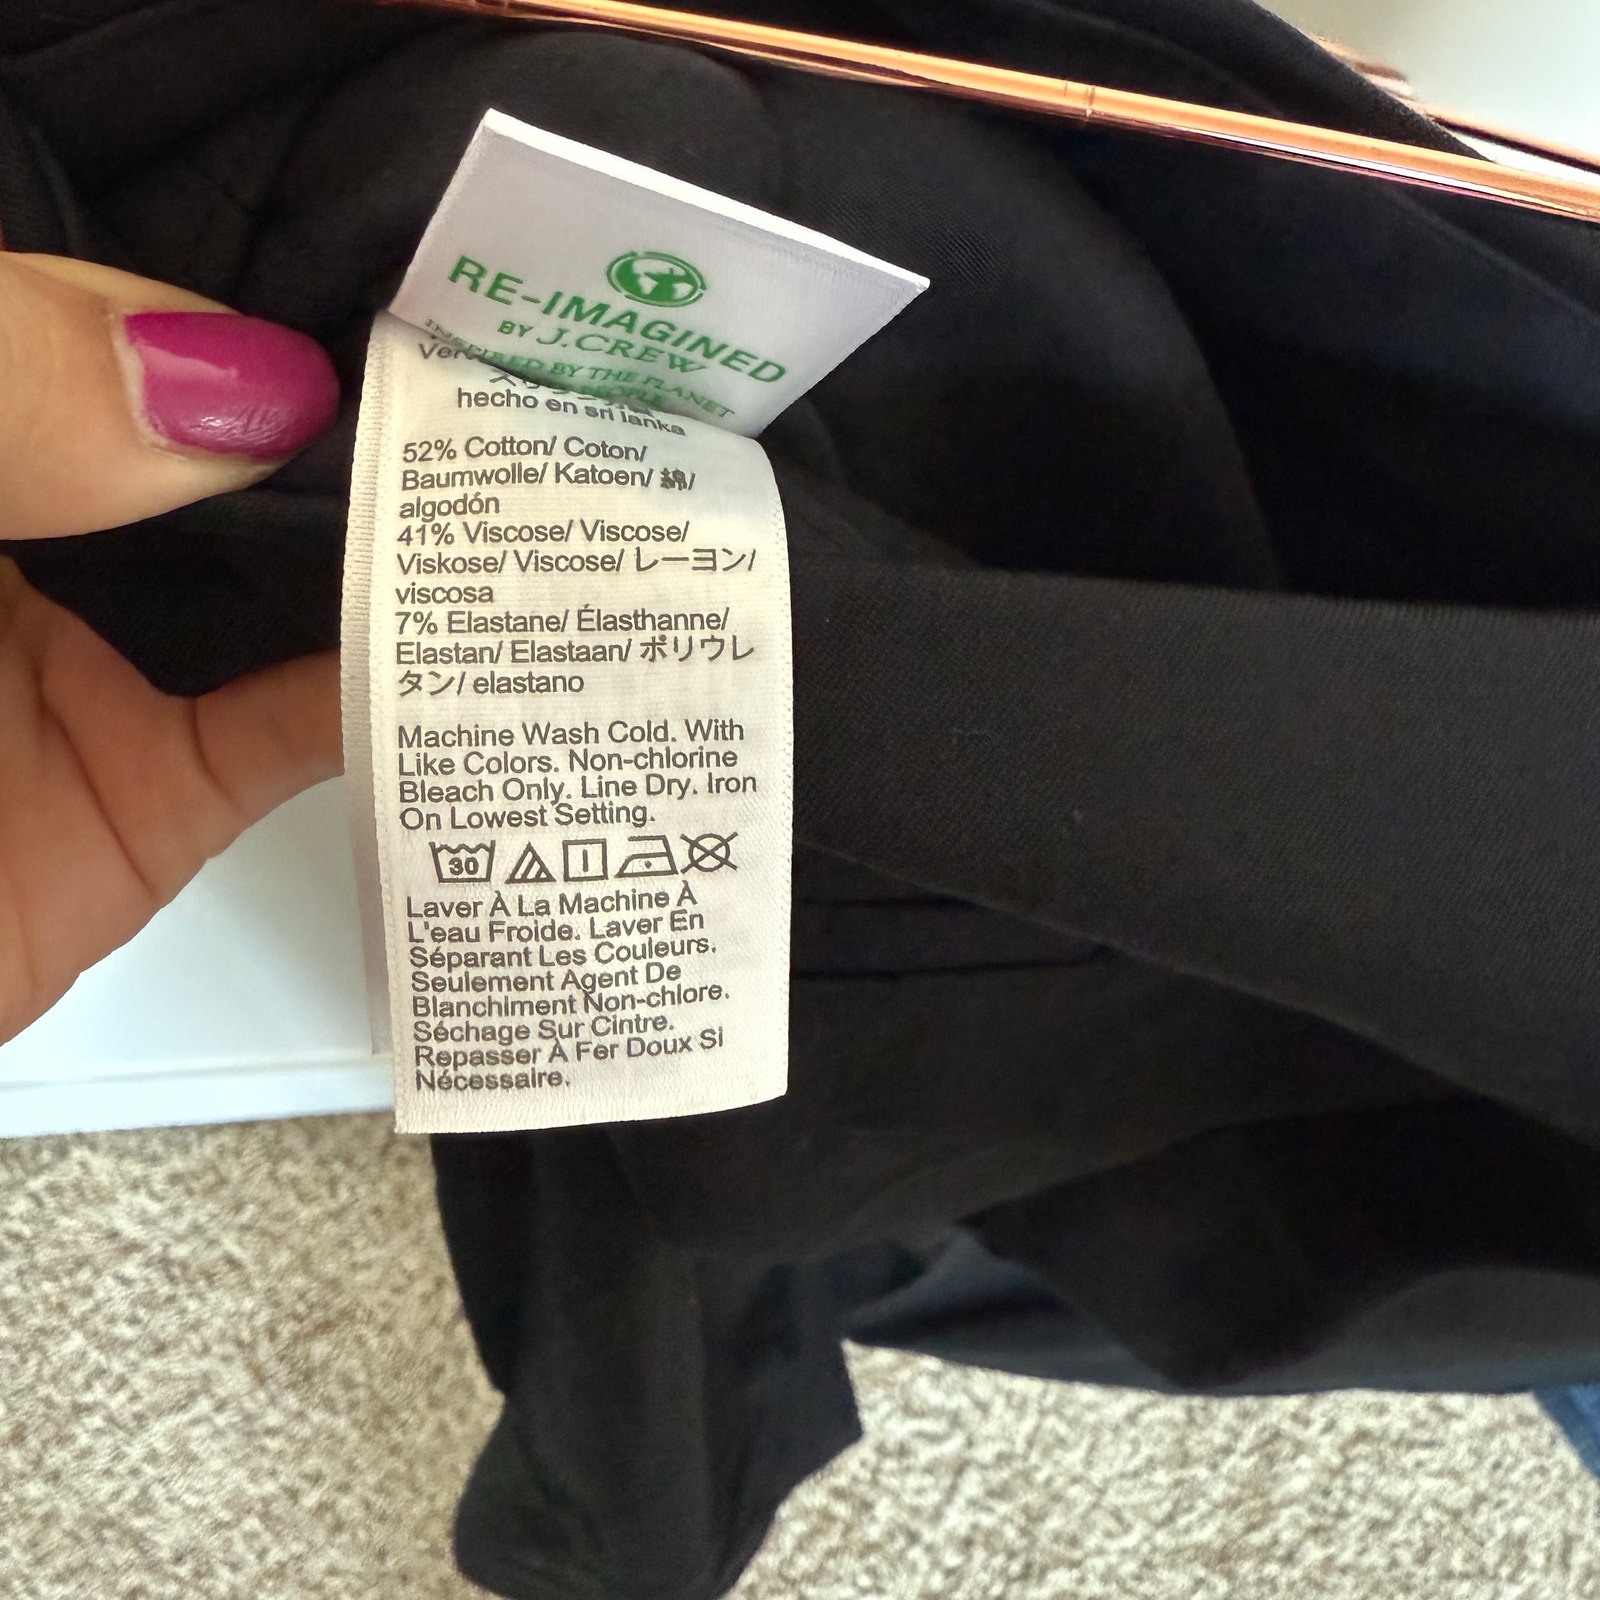 RE-IMAGINED
BY J.CREW
BY THE PLANET
hecho en sri lanka
52% Cotton/ Coton/
Baumwolle/ Katoen/ 綿/
algodón
41% Viscose/ Viscose/
Viskose/ Viscose/ レーヨン/
viscosa
7% Elastane/ Élasthanne/
Elastan/ Elastaan/ ポリウレ
タン/ elastano
Machine Wash Cold. With
Like Colors. Non-chlorine
Bleach Only. Line Dry. Iron
On Lowest Setting.
30
Laver À La Machine À
L'eau Froide. Laver En
Séparant Les Couleurs.
Seulement Agent De
Blanchiment Non-chlore.
Séchage Sur Cintre.
Repasser À Fer Doux Si
Nécessaire.